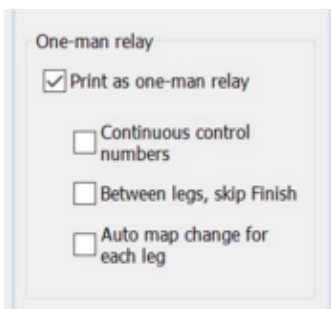 One-man relay
Print as one-man relay
Continuous control
numbers
Between legs, skip Finish
Auto map change for
each leg